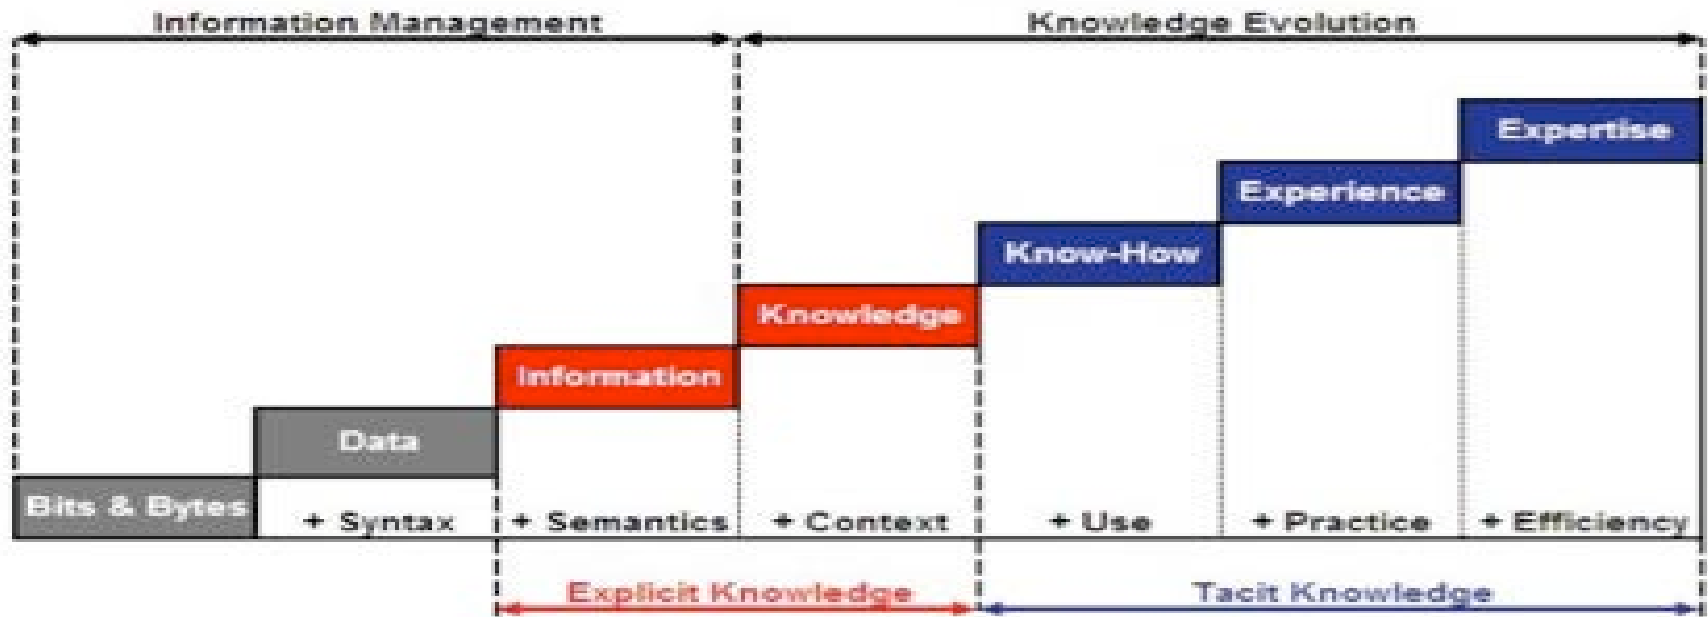 Information Management
Knowledge Evolution
Expertise
Experience
Know-How
Knowledge
Information
Data
Bits & Bytes
+ Syntax
+ Semantics
+ Context
+ Use
+ Practice
+ Efficiency
Explicit Knowledge
Tacit Knowledge